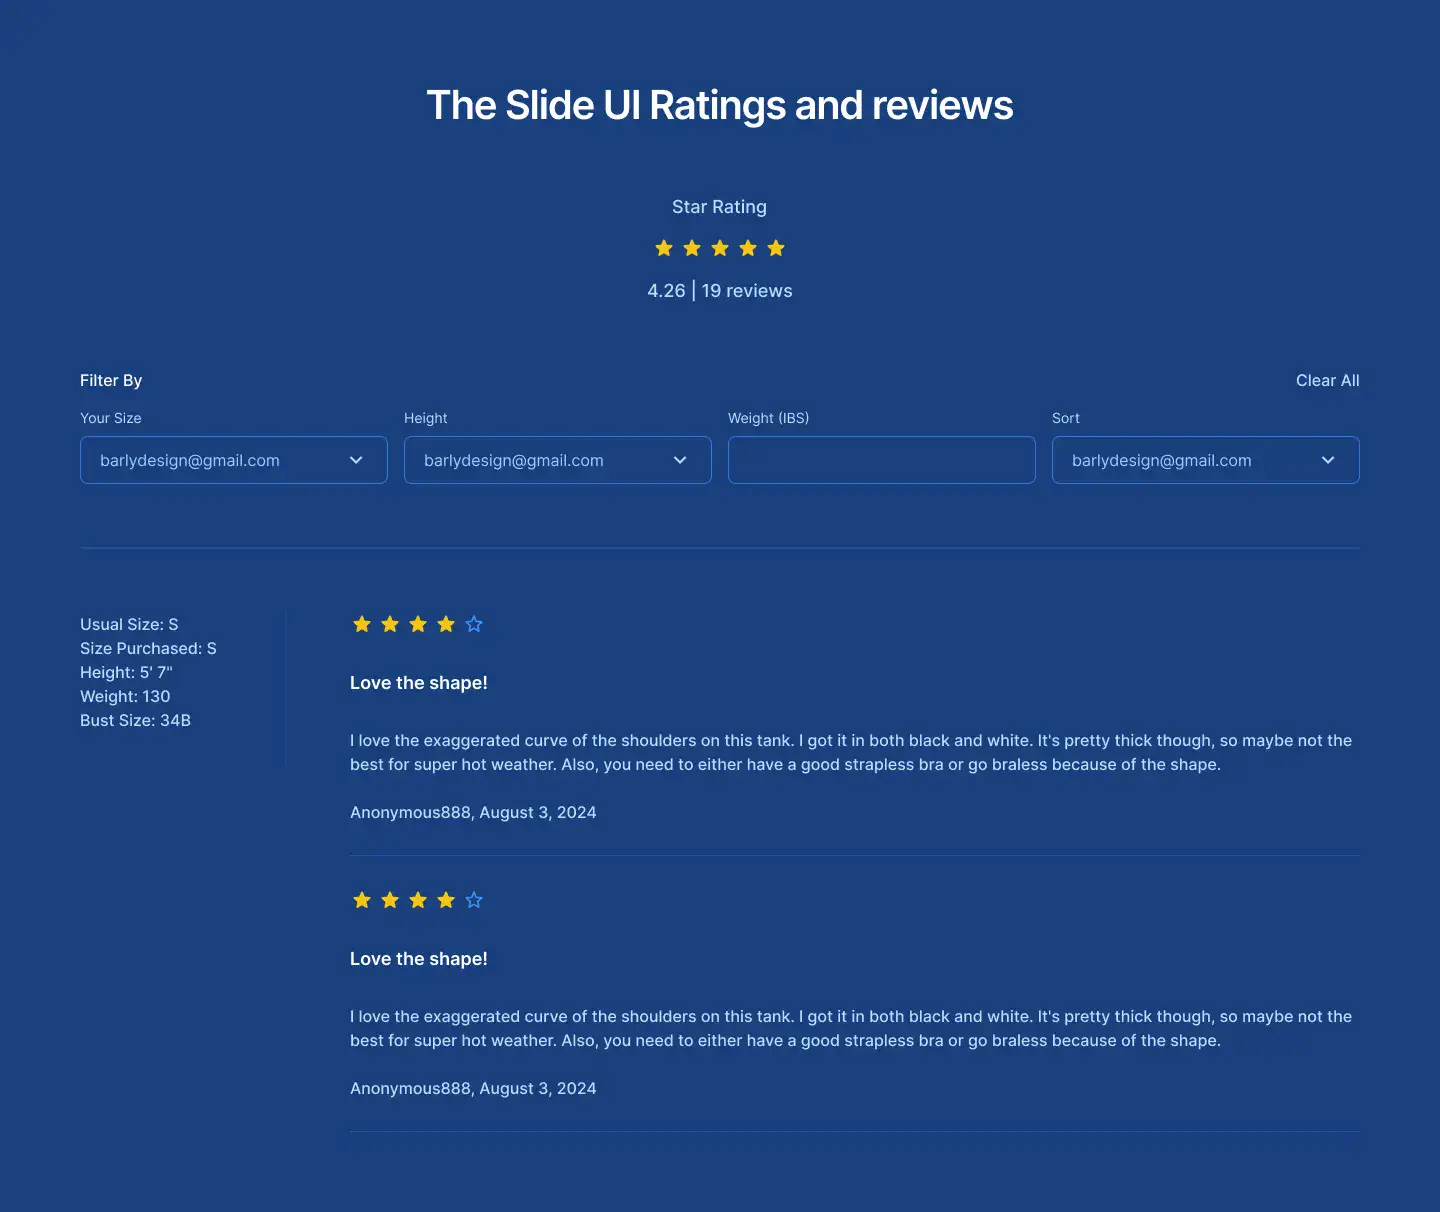 The Slide UI Ratings and reviews
Star Rating
4.26 | 19 reviews
Filter By
Clear All
Your Size
Height
Weight (IBS)
Sort
barlydesign@gmail.com
barlydesign@gmail.com
barlydesign@gmail.com
Usual Size: S
Size Purchased: S
Height: 5' 7"
Weight: 130
Bust Size: 34B
Love the shape!
I love the exaggerated curve of the shoulders on this tank. I got it in both black and white. It's pretty thick though, so maybe not the
best for super hot weather. Also, you need to either have a good strapless bra or go braless because of the shape.
Anonymous888, August 3, 2024
Love the shape!
I love the exaggerated curve of the shoulders on this tank. I got it in both black and white. It's pretty thick though, so maybe not the
best for super hot weather. Also, you need to either have a good strapless bra or go braless because of the shape.
Anonymous888, August 3, 2024